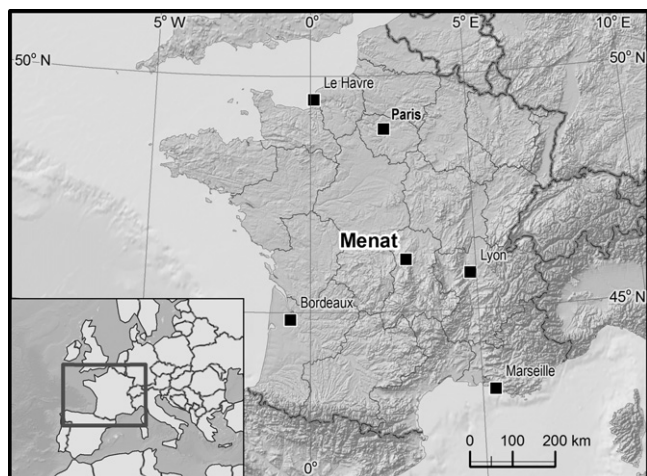 5° W
0°
5° E
10° E
50° N
50° N
Le Havre
Paris
Menat
Lyon
45° N
Bordeaux
Marseille
0 100 200 km
0°